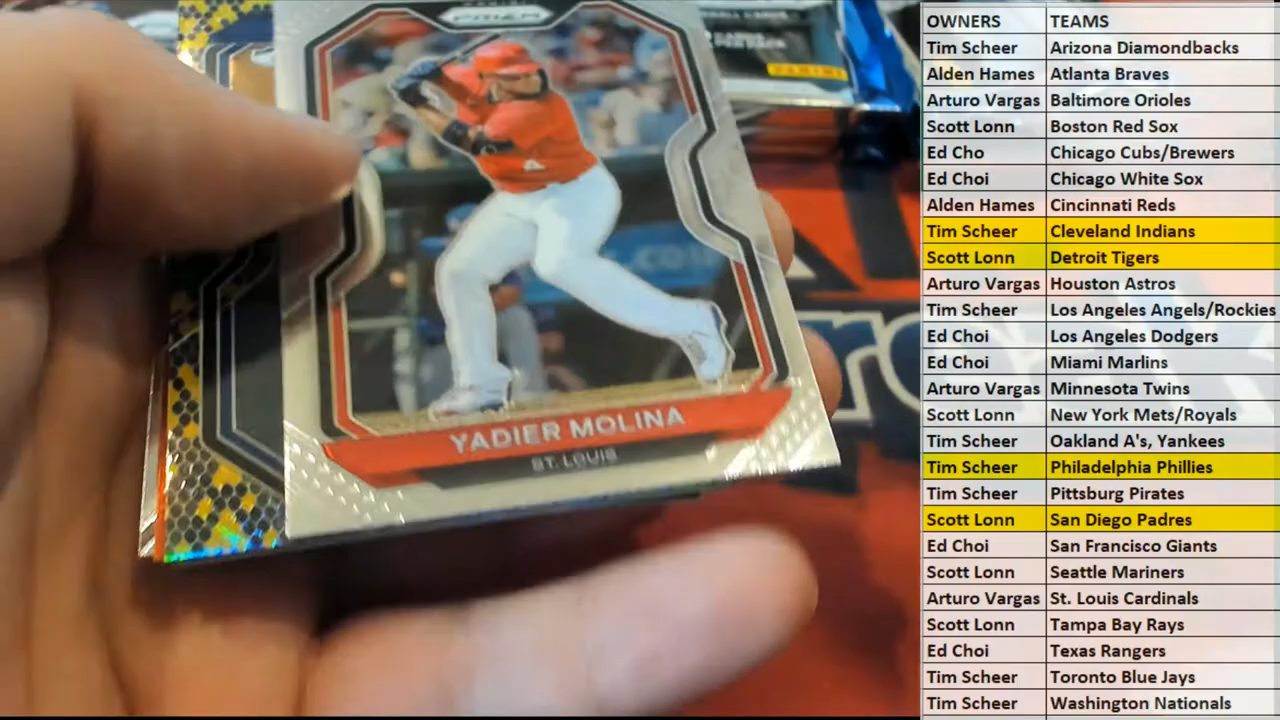 PRIZM
YADIER MOLINA
ST. LOUIS
PANINI
OWNERS TEAMS
Tim Scheer Arizona Diamondbacks
Alden Hames Atlanta Braves
Arturo Vargas Baltimore Orioles
Scott Lonn Boston Red Sox
Ed Cho Chicago Cubs/Brewers
Ed Choi Chicago White Sox
Alden Hames Cincinnati Reds
Tim Scheer Cleveland Indians
Scott Lonn Detroit Tigers
Arturo Vargas Houston Astros
Tim Scheer Los Angeles Angels/Rockies
Ed Choi Los Angeles Dodgers
Ed Choi Miami Marlins
Arturo Vargas Minnesota Twins
Scott Lonn New York Mets/Royals
Tim Scheer Oakland A's, Yankees
Tim Scheer Philadelphia Phillies
Tim Scheer Pittsburg Pirates
Scott Lonn San Diego Padres
Ed Choi San Francisco Giants
Scott Lonn Seattle Mariners
Arturo Vargas St. Louis Cardinals
Scott Lonn Tampa Bay Rays
Ed Choi Texas Rangers
Tim Scheer Toronto Blue Jays
Tim Scheer Washington Nationals